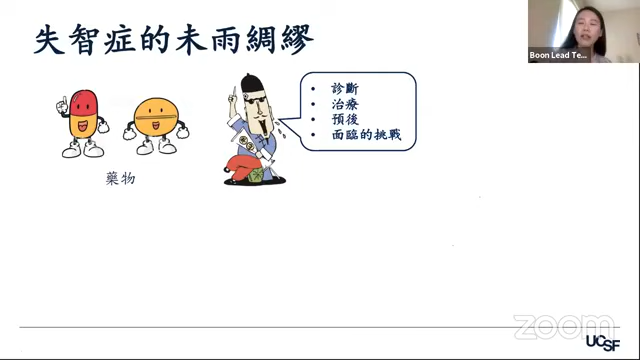 失智症的未雨綢繆
Boon Lead Te...
• 診斷
• 治療
• 預後
• 面臨的挑戰
藥物
zoom
UCSF